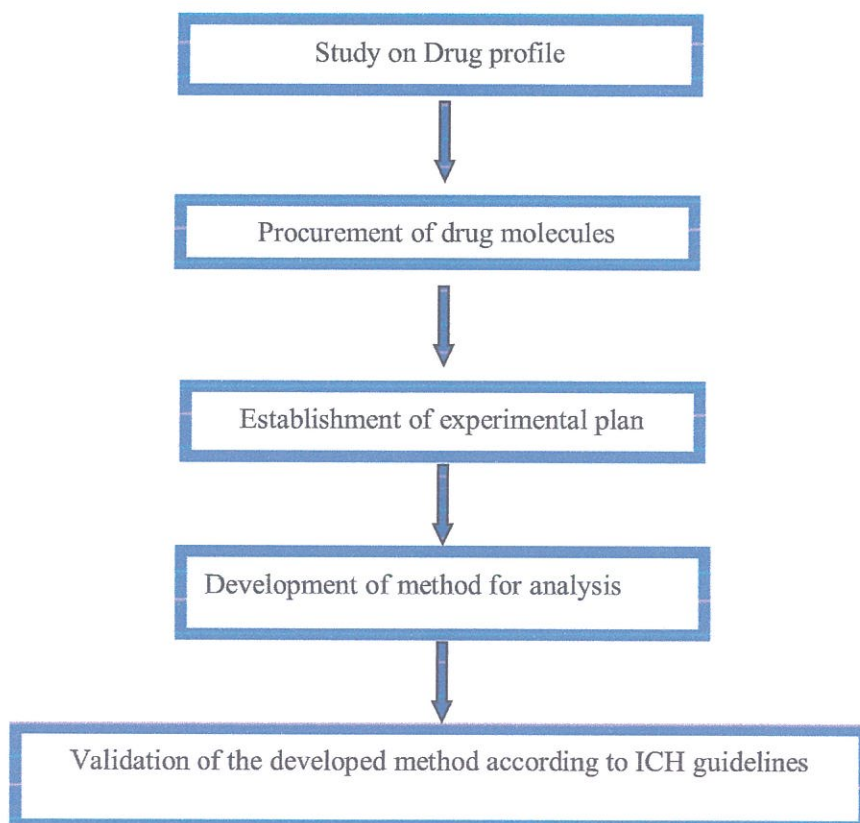 Study on Drug profile
Procurement of drug molecules
Establishment of experimental plan
Development of method for analysis
Validation of the developed method according to ICH guidelines